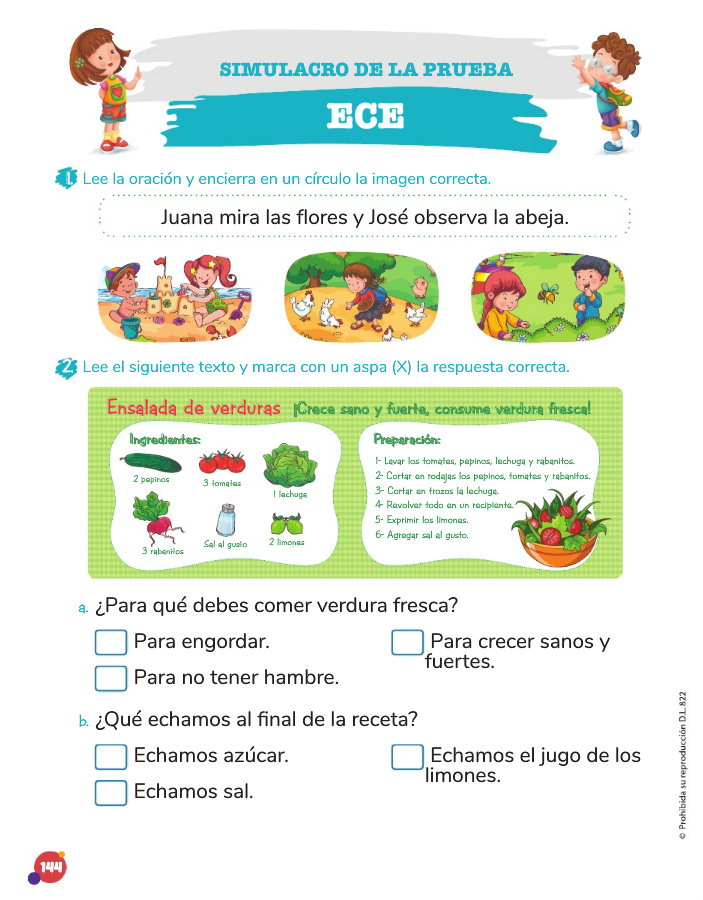 SIMULACRO DE LA PRUEBA
ECE
1. Lee la oración y encierra en un círculo la imagen correcta.
Juana mira las flores y José observa la abeja.
2. Lee el siguiente texto y marca con un aspa (X) la respuesta correcta.
Ensalada de verduras ¡Crece sano y fuerte, consume verdura fresca!
Ingredientes:
2 pepinos
3 tomates
1 lechuga
3 rabanitos
Sal al gusto
2 limones
Preparación:
1- Lavar los tomates, pepinos, lechuga y rabanitos.
2- Cortar en rodajas los pepinos, tomates y rabanitos.
3- Cortar en trozos la lechuga.
4- Revolver todo en un recipiente.
5- Exprimir los limones.
6- Agregar sal al gusto.
a. ¿Para qué debes comer verdura fresca?
Para engordar.
Para no tener hambre.
Para crecer sanos y
fuertes.
b. ¿Qué echamos al final de la receta?
Echamos azúcar.
Echamos sal.
Echamos el jugo de los
limones.
© Prohibida su reproducción D.L. 822
144